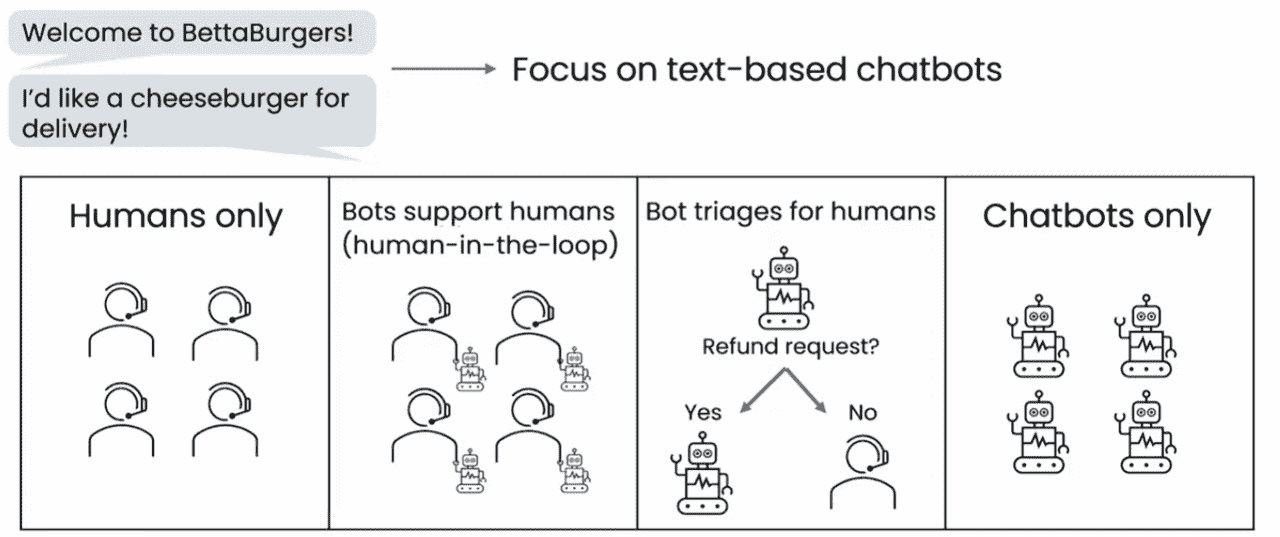 Welcome to BettaBurgers!
I'd like a cheeseburger for
delivery!
Focus on text-based chatbots
Humans only
Bots support humans
(human-in-the-loop)
Bot triages for humans
Refund request?
Yes
No
Chatbots only